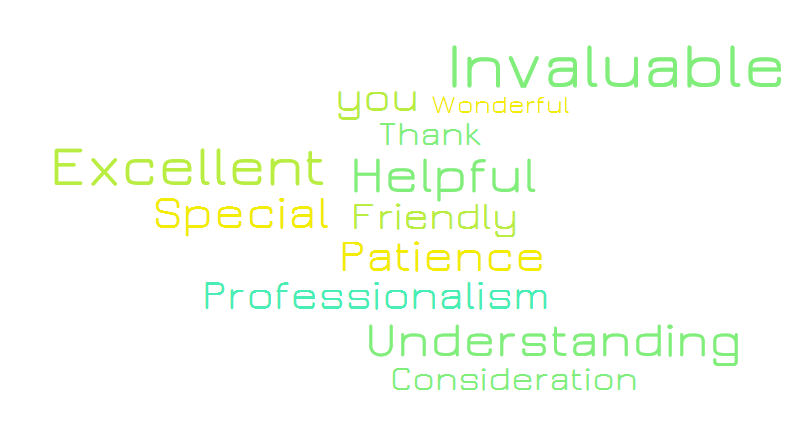 Invaluable
you Wonderful
Thank
Excellent Helpful
Special Friendly
Patience
Professionalism
Understanding
Consideration